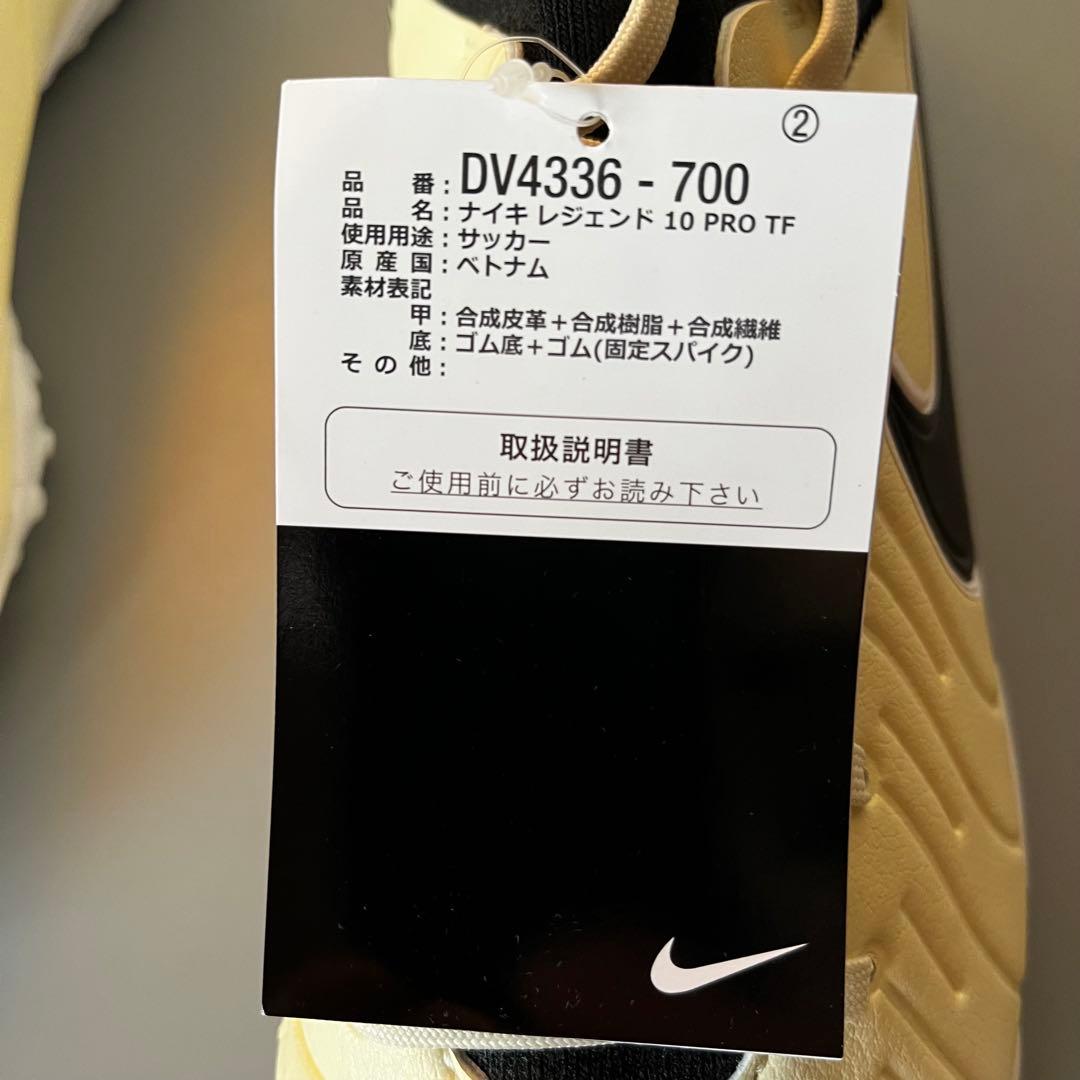 ②
品番:DV4336 - 700
品名:ナイキ レジェンド 10 PRO TF
使用用途:サッカー
原産国:ベトナム
素材表記
甲:合成皮革+合成樹脂+合成繊維
底:ゴム底+ゴム(固定スパイク)
その他:
取扱説明書
ご使用前に必ずお読み下さい